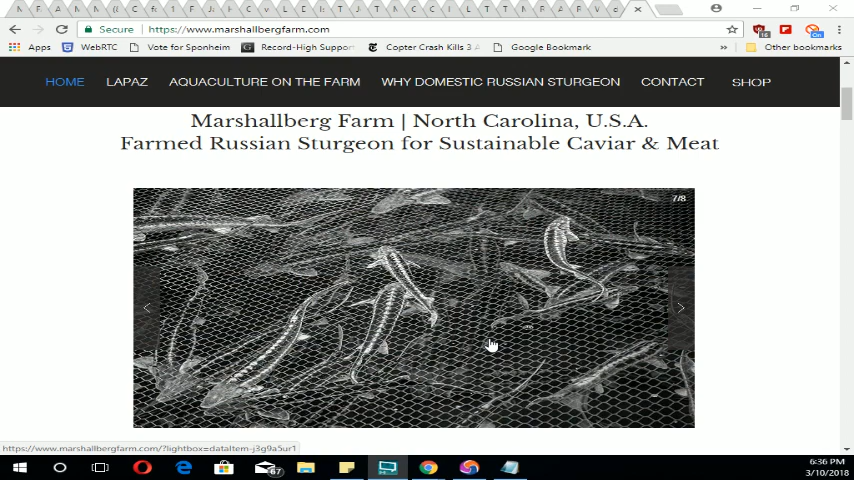 Secure
https://www.marshallbergfarm.com
Apps WebRTC Vote for Sponheim Record-High Suppo Copter Crash Kills 3 A Google Bookmark » Other bookmarks
HOME LAPAZ AQUACULTURE ON THE FARM WHY DOMESTIC RUSSIAN STURGEON CONTACT SHOP
Marshallberg Farm | North Carolina, U.S.A.
Farmed Russian Sturgeon for Sustainable Caviar & Meat
7/8
https://www.marshallbergfarm.com/?lightbox=dataItem-j3g9a5ur1
67
6:36 PM
3/10/2018